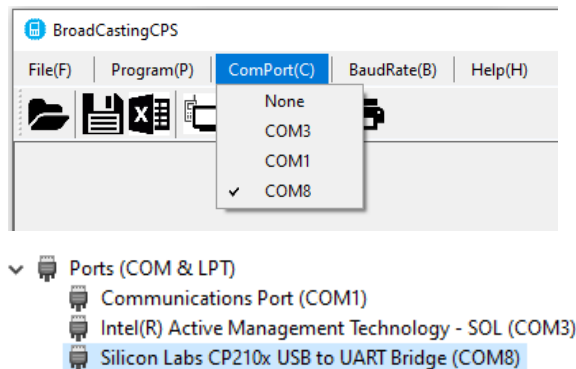 BroadCastingCPS
File(F) Program(P) ComPort(C) BaudRate(B) Help(H)
None
COM3
COM1
COM8
Ports (COM & LPT)
Communications Port (COM1)
Intel(R) Active Management Technology - SOL (COM3)
Silicon Labs CP210x USB to UART Bridge (COM8)